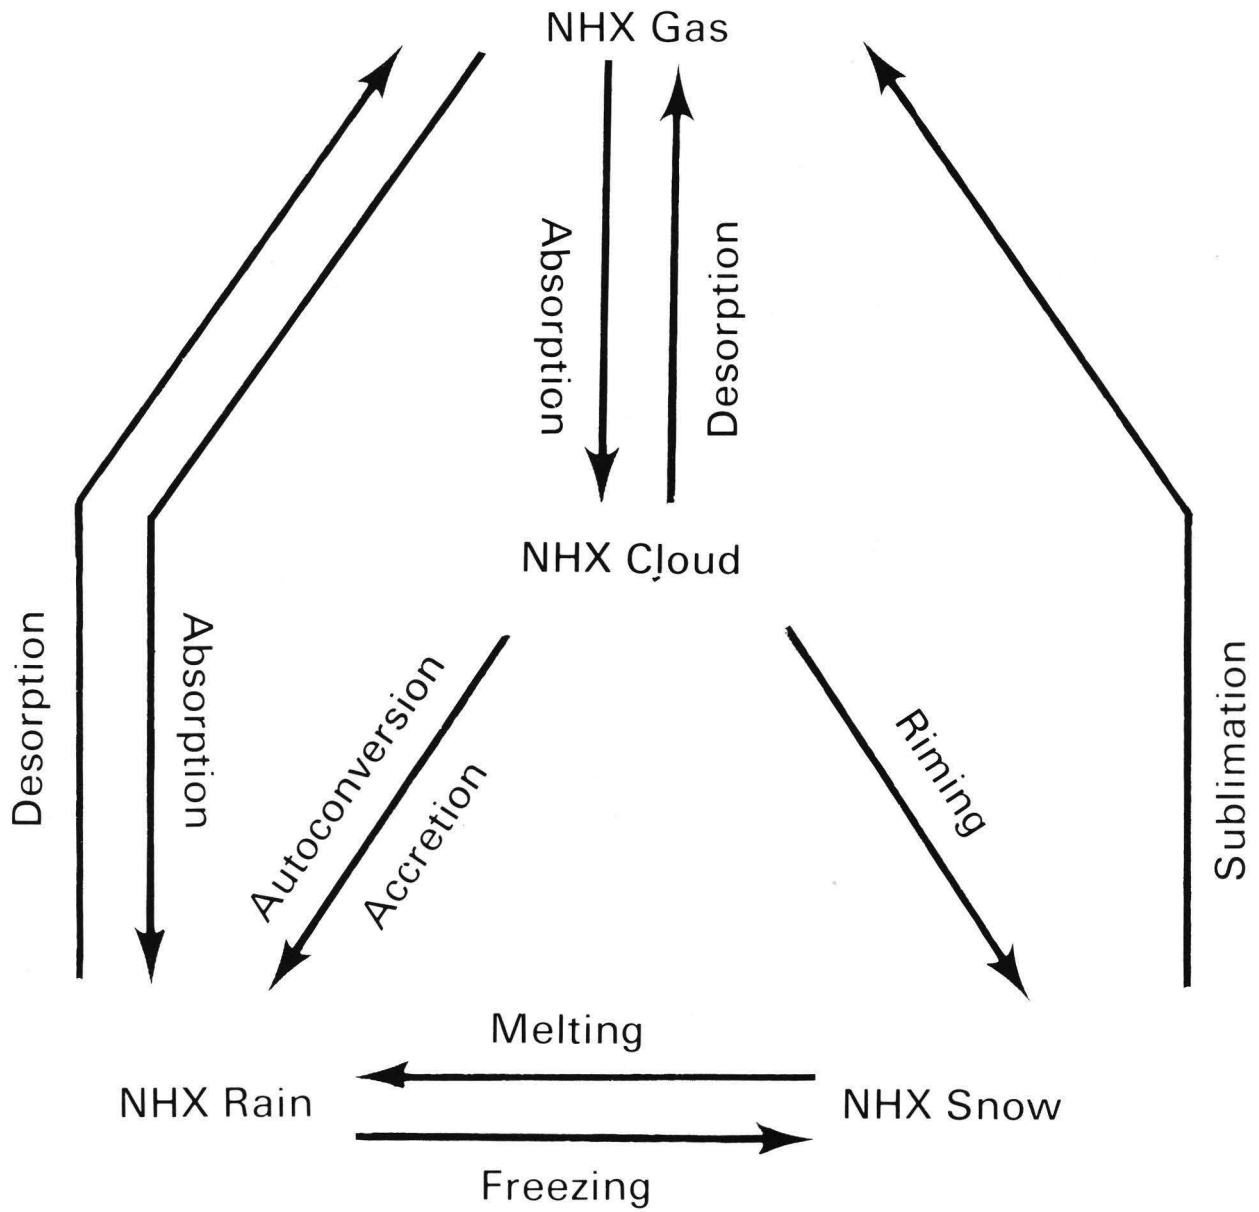 NHX Gas
Absorption
Desorption
NHX Cloud
Desorption
Absorption
Autoconversion
Accretion
Riming
Sublimation
Melting
NHX Rain
NHX Snow
Freezing